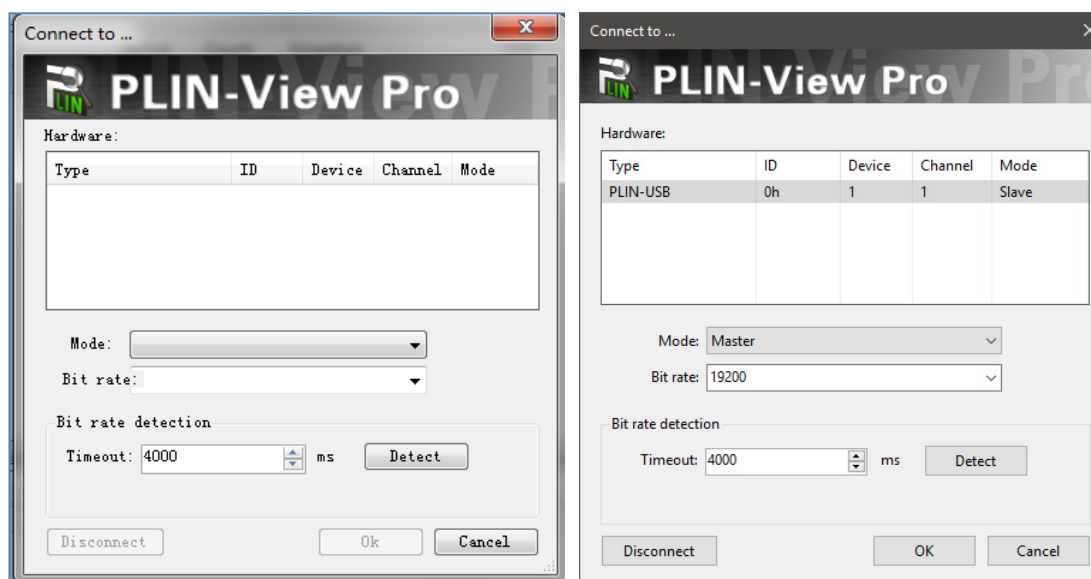 Connect to ...
PLIN
PLIN-View Pro
Hardware:
Type ID Device Channel Mode
Mode:
Bit rate:
Bit rate detection
Timeout: 4000 ms Detect
Disconnect Ok Cancel
Connect to ...
PLIN
PLIN-View Pro
Hardware:
Type ID Device Channel Mode
PLIN-USB 0h 1 1 Slave
Mode: Master
Bit rate: 19200
Bit rate detection
Timeout: 4000 ms Detect
Disconnect OK Cancel